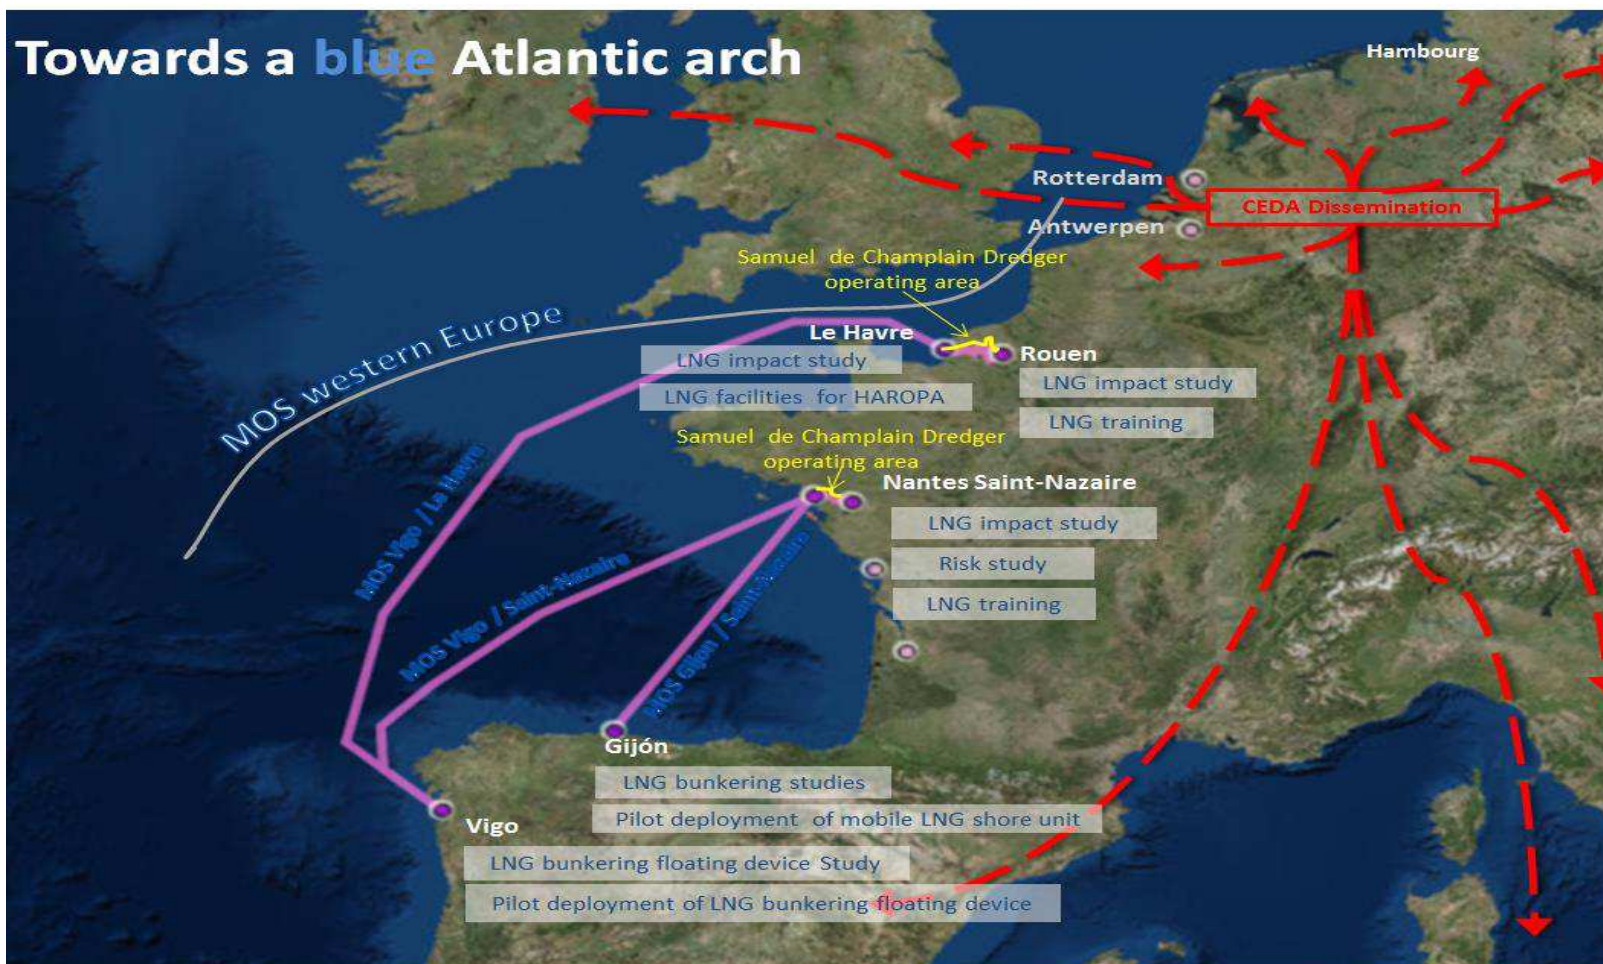 Towards a blue Atlantic arch
Hambourg
Rotterdam
CEDA Dissemination
Antwerpen
Samuel de Champlain Dredger
operating area
MOS western Europe
Le Havre
LNG impact study
LNG facilities for HAROPA
Rouen
LNG impact study
LNG training
Samuel de Champlain Dredger
operating area
Nantes Saint-Nazaire
LNG impact study
Risk study
LNG training
MOS Vigo / Le Havre
MOS Vigo / Saint-Nazaire
MOS Gijon / Saint-Nazaire
Gijón
LNG bunkering studies
Pilot deployment of mobile LNG shore unit
Vigo
LNG bunkering floating device Study
Pilot deployment of LNG bunkering floating device